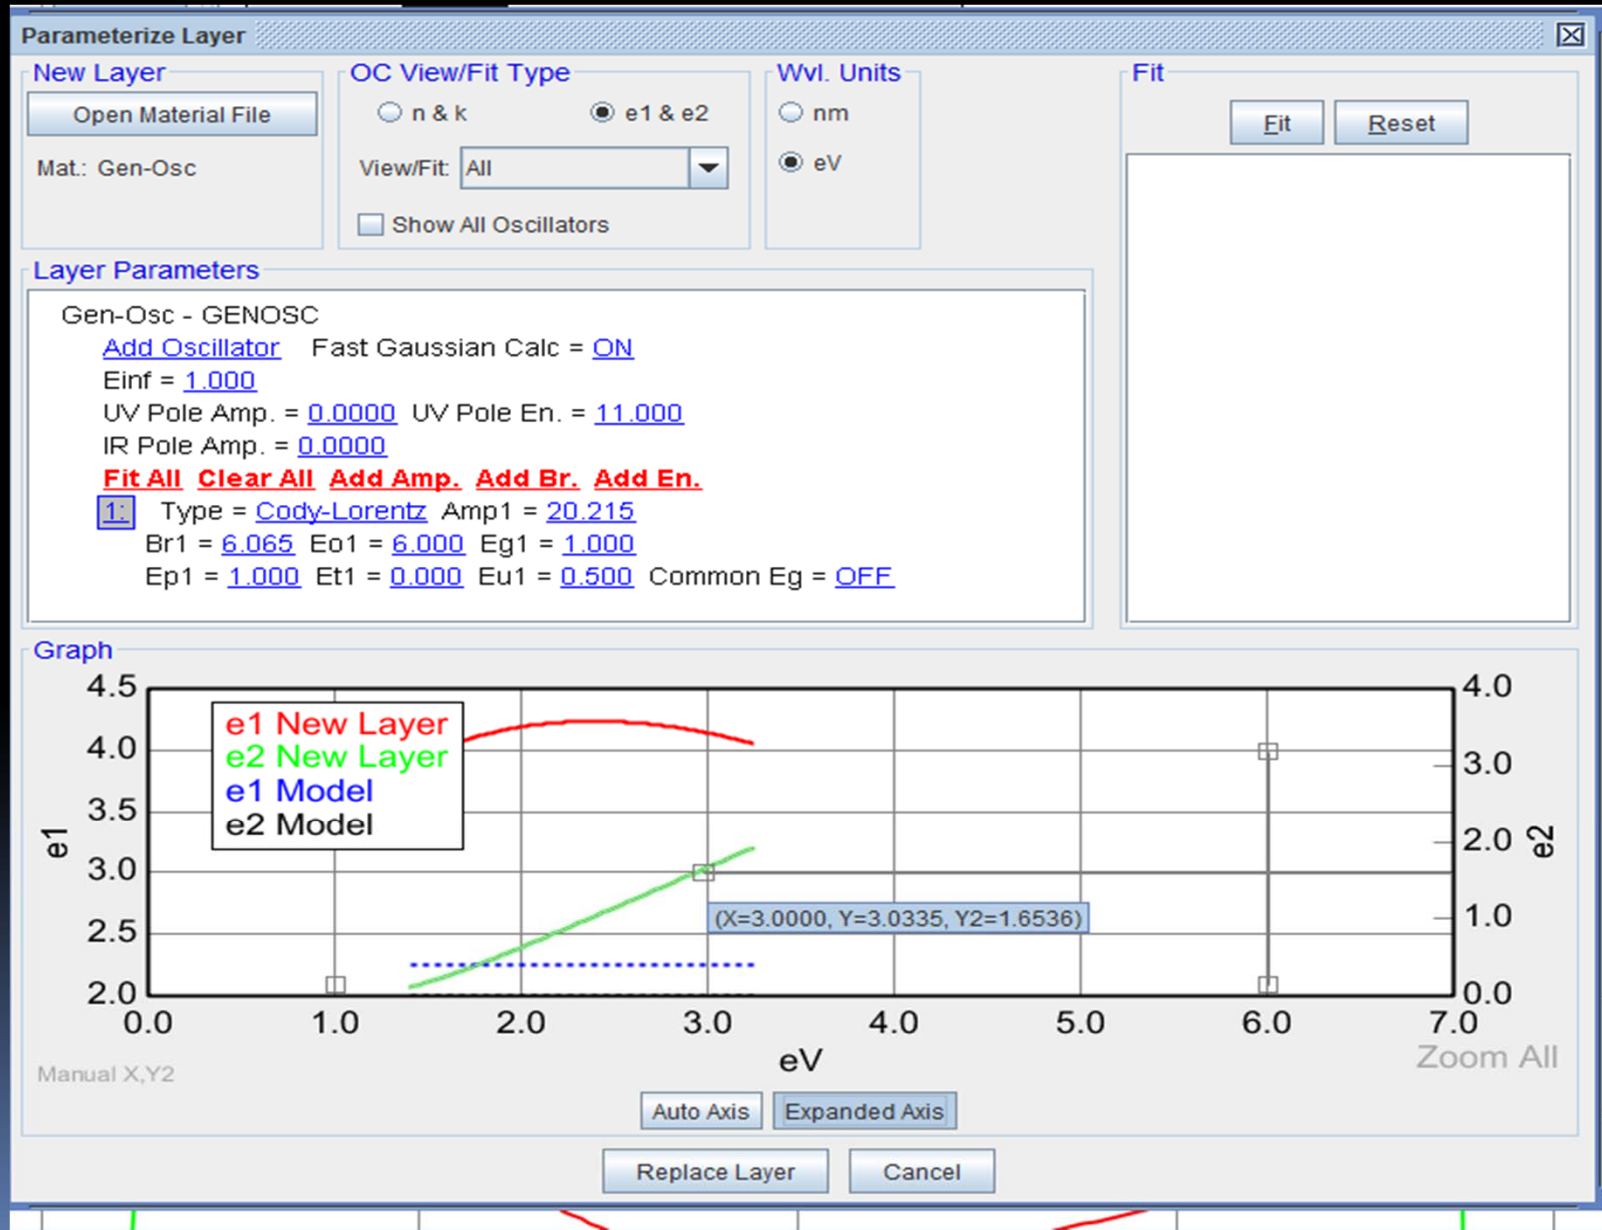 Parameterize Layer
New Layer
Open Material File
Mat.: Gen-Osc
OC View/Fit Type
n & k e1 & e2
View/Fit: All
Show All Oscillators
Wvl. Units
nm
eV
Fit
Fit Reset
Layer Parameters
Gen-Osc - GENOSC
Add Oscillator Fast Gaussian Calc = ON
Einf = 1.000
UV Pole Amp. = 0.0000 UV Pole En. = 11.000
IR Pole Amp. = 0.0000
Fit All Clear All Add Amp. Add Br. Add En.
1: Type = Cody-Lorentz Amp1 = 20.215
Br1 = 6.065 Eo1 = 6.000 Eg1 = 1.000
Ep1 = 1.000 Et1 = 0.000 Eu1 = 0.500 Common Eg = OFF
Graph
e1
4.5
4.0
3.5
3.0
2.5
2.0
e1 New Layer
e2 New Layer
e1 Model
e2 Model
(X=3.0000, Y=3.0335, Y2=1.6536)
4.0
3.0
2.0
1.0
0.0
e2
0.0 1.0 2.0 3.0 4.0 5.0 6.0 7.0
eV
Manual X,Y2
Zoom All
Auto Axis Expanded Axis
Replace Layer Cancel